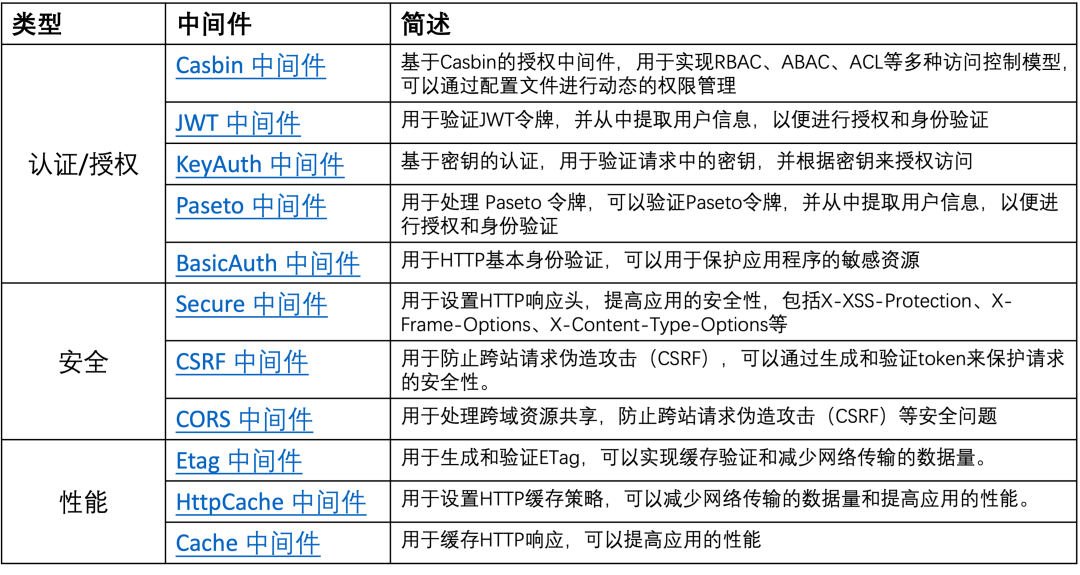 类型 中间件 简述
认证/授权
Casbin 中间件
基于Casbin的授权中间件，用于实现RBAC、ABAC、ACL等多种访问控制模型，
可以通过配置文件进行动态的权限管理
JWT 中间件
用于验证JWT令牌，并从中提取用户信息，以便进行授权和身份验证
KeyAuth 中间件
基于密钥的认证，用于验证请求中的密钥，并根据密钥来授权访问
Paseto 中间件
用于处理 Paseto 令牌，可以验证Paseto令牌，并从中提取用户信息，以便进
行授权和身份验证
BasicAuth 中间件
用于HTTP基本身份验证，可以用于保护应用程序的敏感资源
安全
Secure 中间件
用于设置HTTP响应头，提高应用的安全性，包括X-XSS-Protection、X-
Frame-Options、X-Content-Type-Options等
CSRF 中间件
用于防止跨站请求伪造攻击（CSRF），可以通过生成和验证token来保护请求
的安全性。
CORS 中间件
用于处理跨域资源共享，防止跨站请求伪造攻击（CSRF）等安全问题
性能
Etag 中间件
用于生成和验证ETag，可以实现缓存验证和减少网络传输的数据量。
HttpCache 中间件
用于设置HTTP缓存策略，可以减少网络传输的数据量和提高应用的性能。
Cache 中间件
用于缓存HTTP响应，可以提高应用的性能